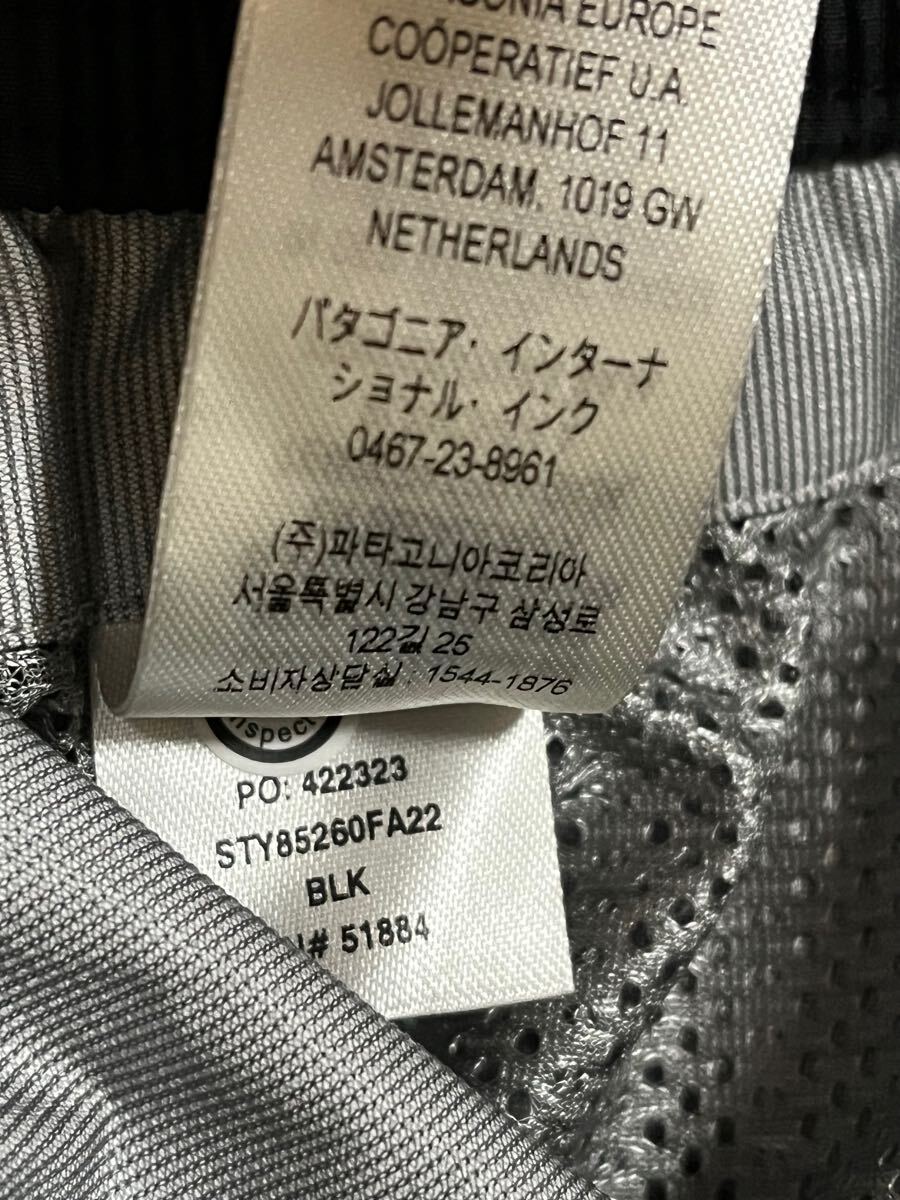 EUROPE
COÖPERATIEF U.A.
JOLLEMANHOF 11
AMSTERDAM, 1019 GW
NETHERLANDS
パタゴニア・インターナ
ショナル・インク
0467-23-8961
(주)파타고니아코리아
서울특별시 강남구 삼성로
122길 25
소비자상담실 : 1544-1876
PO: 422323
STY85260FA22
BLK
# 51884